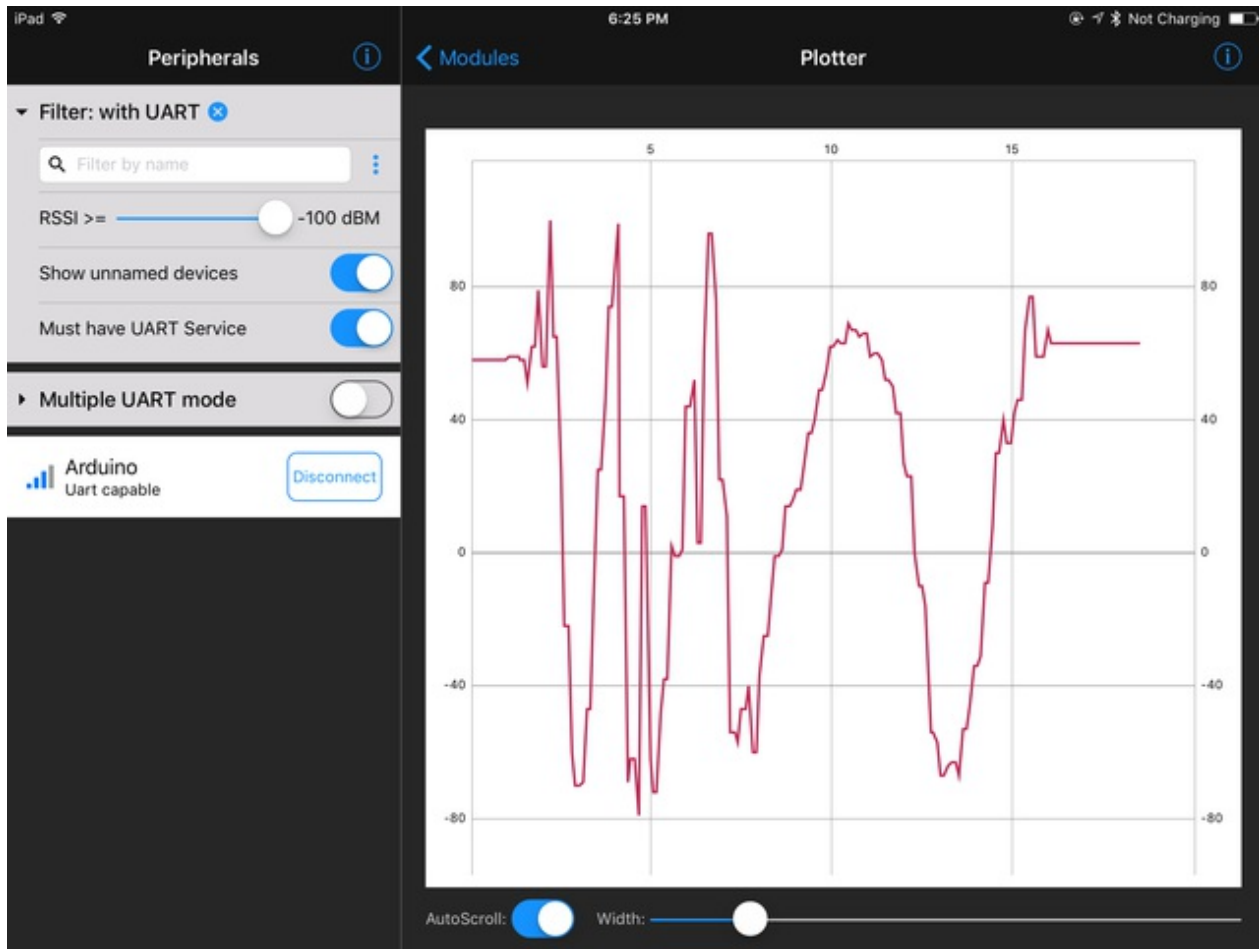 iPad
6:25 PM
Not Charging
Peripherals
Modules
Plotter
Filter: with UART
Filter by name
RSSI >= -100 dBM
Show unnamed devices
Must have UART Service
Multiple UART mode
Arduino
Uart capable
Disconnect
5 10 15
80 80
40 40
0 0
-40 -40
-80 -80
AutoScroll: Width: